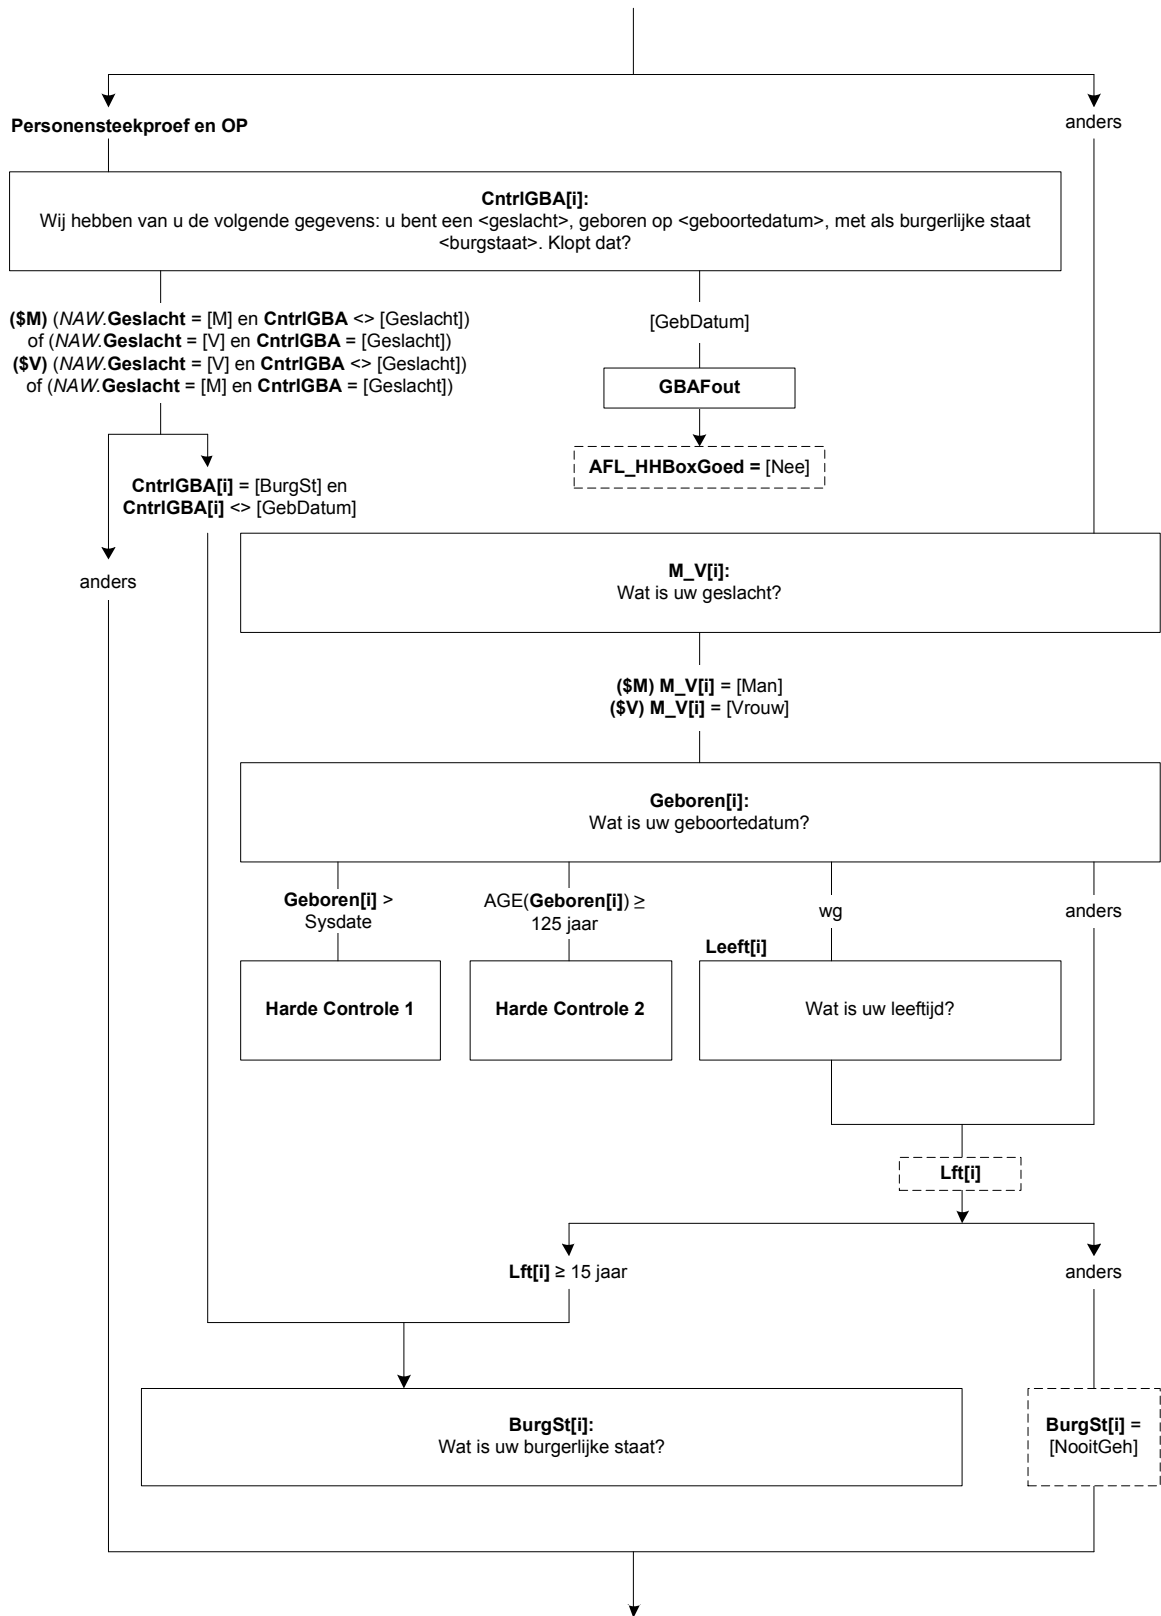 Personensteekproef en OP
anders
CntrlGBA[i]:
Wij hebben van u de volgende gegevens: u bent een <geslacht>, geboren op <geboortedatum>, met als burgerlijke staat
<burgstaat>. Klopt dat?
($M) (NAW.Geslacht = [M] en CntrlGBA <> [Geslacht])
of (NAW.Geslacht = [V] en CntrlGBA = [Geslacht])
($V) (NAW.Geslacht = [V] en CntrlGBA <> [Geslacht])
of (NAW.Geslacht = [M] en CntrlGBA = [Geslacht])
[GebDatum]
GBAFout
AFL_HHBoxGoed = [Nee]
CntrlGBA[i] = [BurgSt] en
CntrlGBA[i] <> [GebDatum]
anders
M_V[i]:
Wat is uw geslacht?
($M) M_V[i] = [Man]
($V) M_V[i] = [Vrouw]
Geboren[i]:
Wat is uw geboortedatum?
Geboren[i] >
Sysdate
AGE(Geboren[i]) ≥
125 jaar
wg
anders
Leeft[i]
Harde Controle 1
Harde Controle 2
Wat is uw leeftijd?
Lft[i]
Lft[i] ≥ 15 jaar
anders
BurgSt[i]:
Wat is uw burgerlijke staat?
BurgSt[i] =
[NooitGeh]